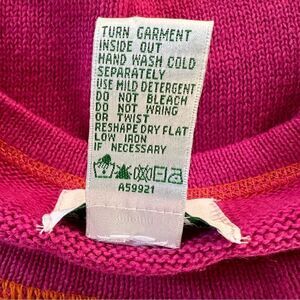 TURN GARMENT
INSIDE OUT
HAND WASH COLD
SEPARATELY
USE MILD DETERGENT
DO NOT BLEACH
DO NOT WRING
OR TWIST
RESHAPE DRY FLAT
LOW IRON
IF NECESSARY
A59921